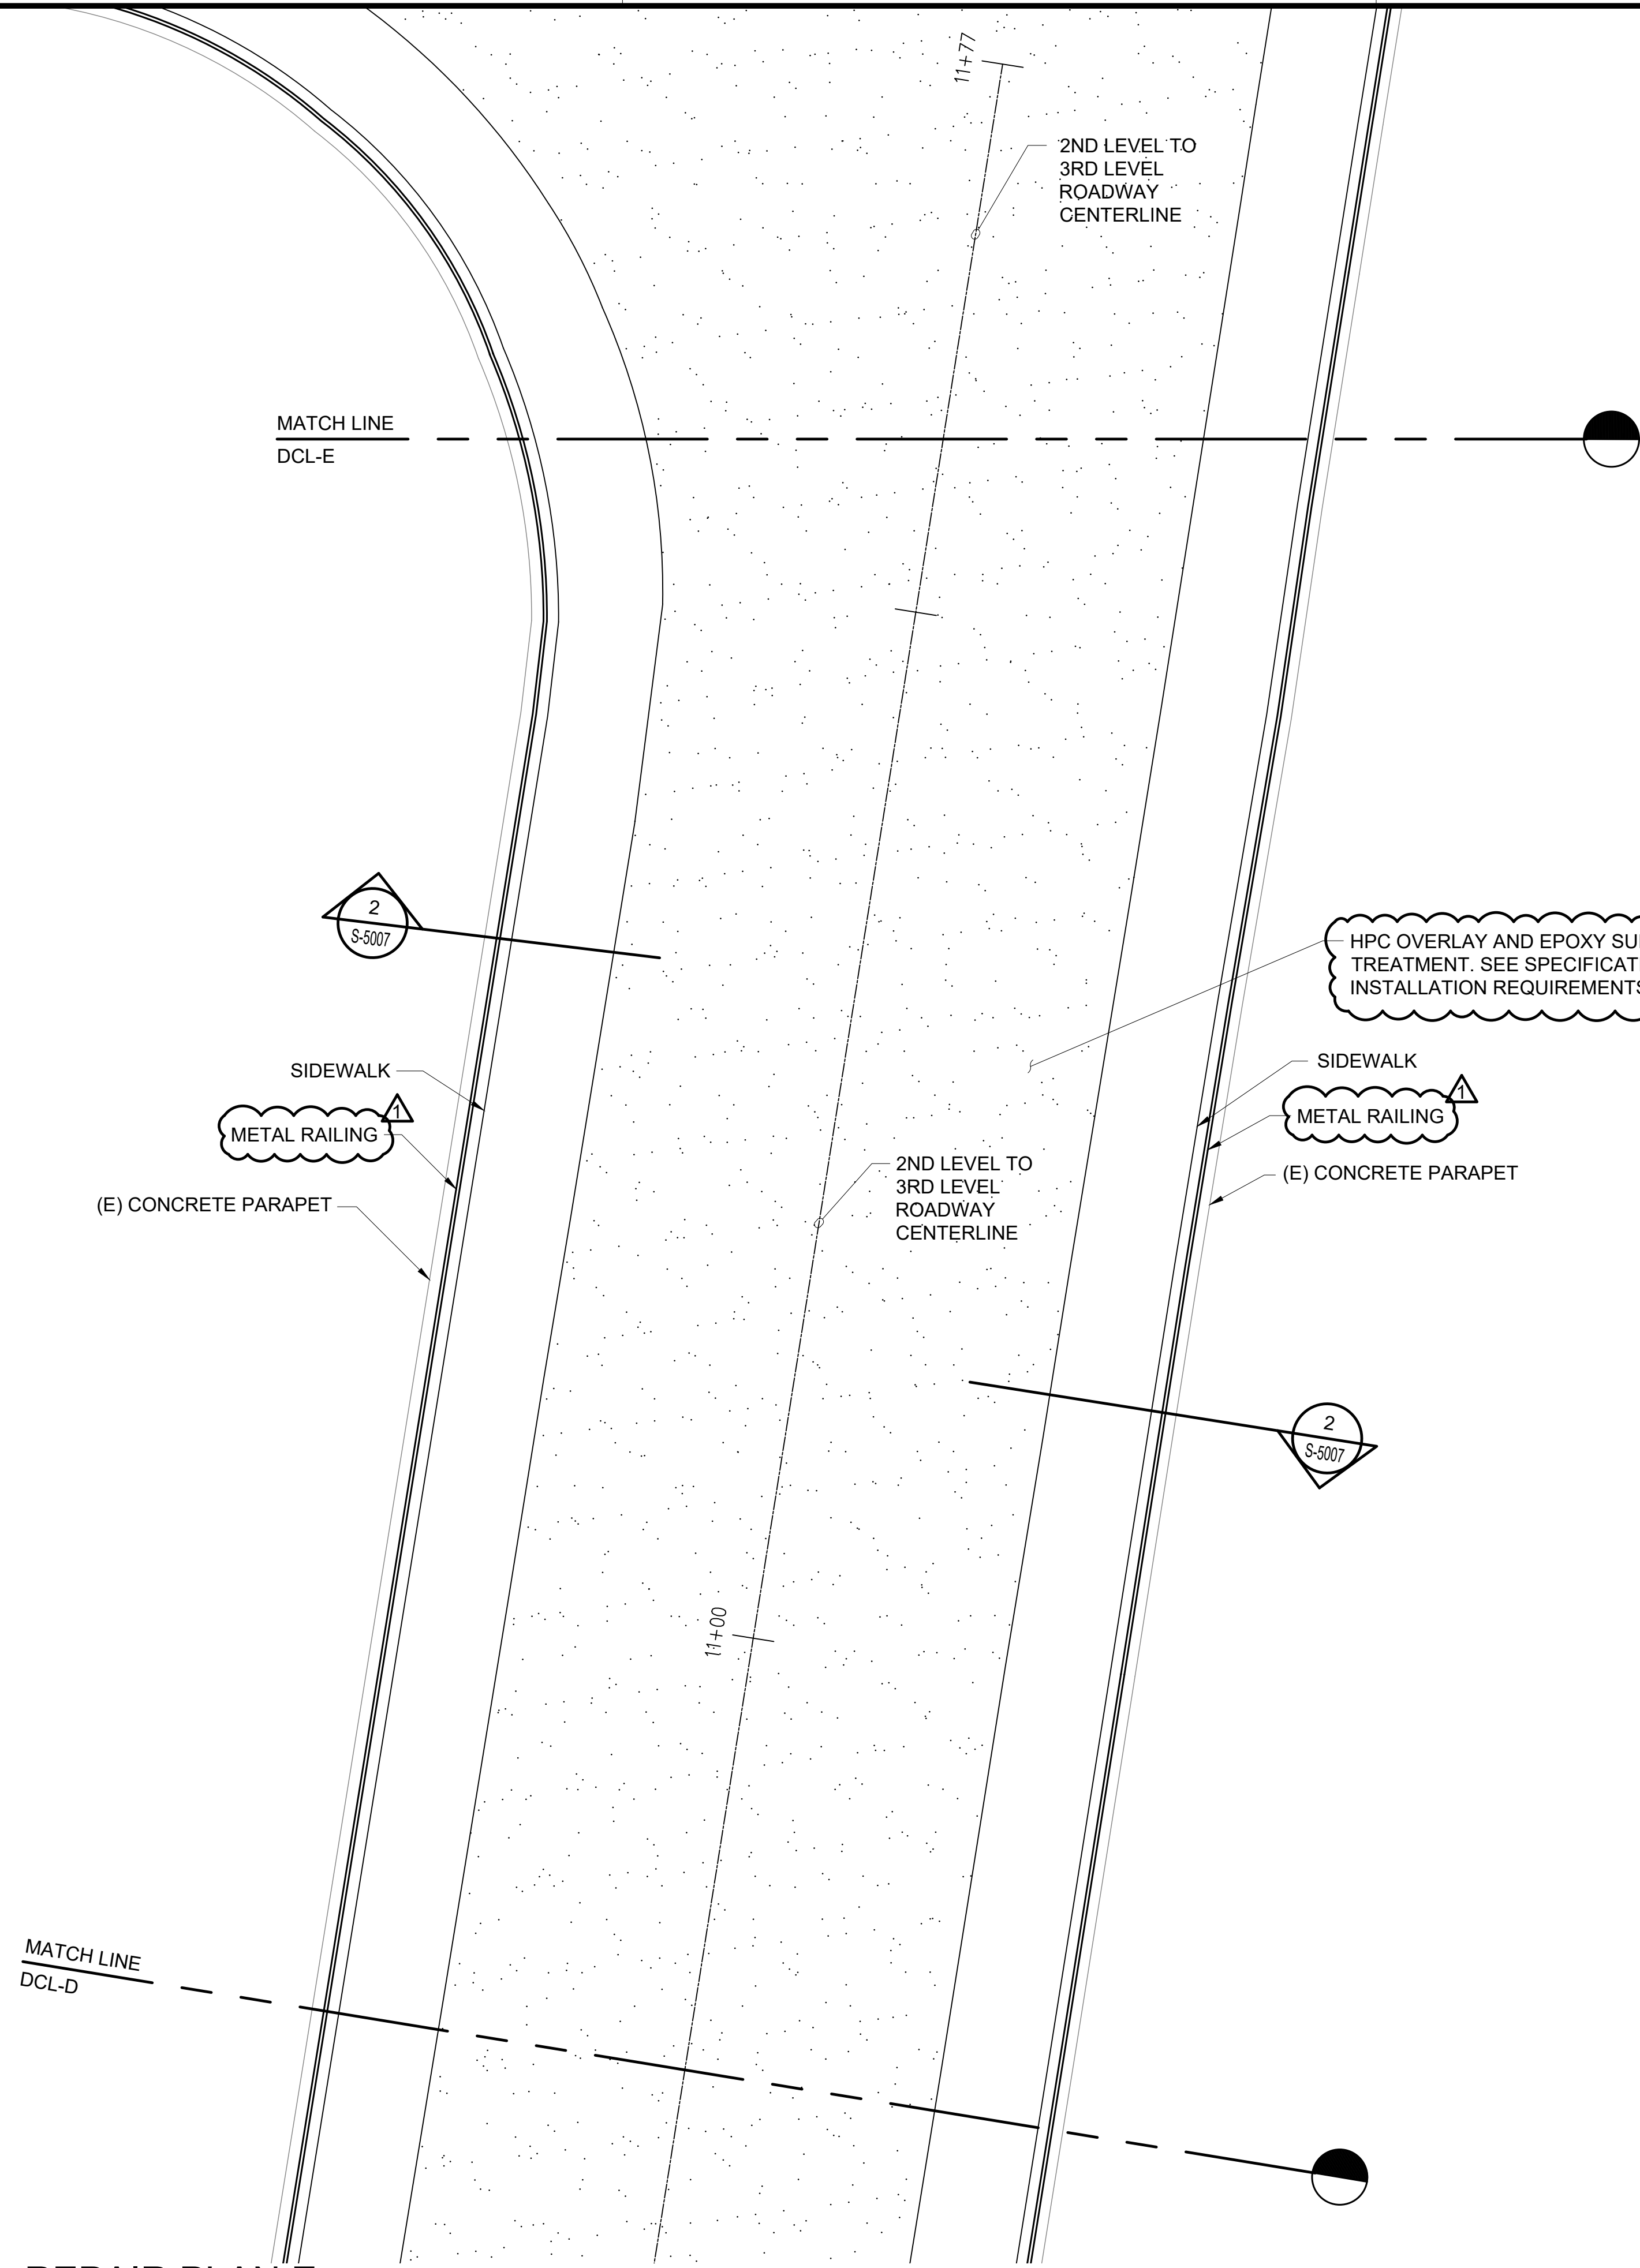 11+77
2ND LEVEL TO
3RD LEVEL
ROADWAY
CENTERLINE
MATCH LINE
DCL-E
2
S-5007
HPC OVERLAY AND EPOXY
TREATMENT. SEE
INSTALLATION REQUIREMENTS
SIDEWALK
1
METAL RAILING
(E) CONCRETE PARAPET
SIDEWALK
1
METAL RAILING
(E) CONCRETE PARAPET
2ND LEVEL TO
3RD LEVEL
ROADWAY
CENTERLINE
2
S-5007
11+00
MATCH LINE
DCL-D